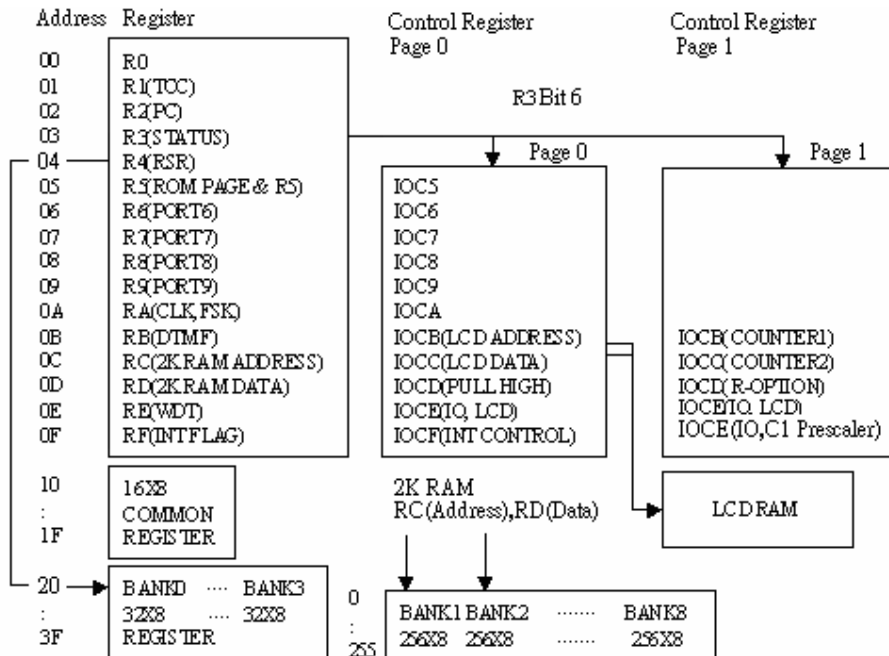 Address Register Control Register Control Register
Page 0 Page 1
00 R0
01 R1(TCC)
R3 Bit 6
02 R2(PC)
03 R3(STATUS)
04 R4(RSR) Page 0 Page 1
05 R5(ROM PAGE & R5) IOC5
06 R6(PORT6) IOC6
07 R7(PORT7) IOC7
08 R8(PORT8) IOC8
09 R9(PORT9) IOC9
0A RA(CLK,FSK) IOCA
0B RB(DTMF) IOCB(LCD ADDRESS) IOCB(COUNTER1)
0C RC(2K RAM ADDRESS) IOCC(LCD DATA) IOCC(COUNTER2)
0D RD(2K RAM DATA) IOCD(PULL HIGH) IOCD(R-OPTION)
0E RE(WDT) IOCE(IO, LCD) IOCE(IO, LCD)
0F RF(INT FLAG) IOCF(INT CONTROL) IOCE(IO,C1 Prescaler)
10 16X8 2K RAM
: COMMON RC(Address),RD(Data) LCD RAM
1F REGISTER
20 BANK0 .... BANK3 0
: 32X8 .... 32X8 : BANK1 BANK2 ....... BANK8
3F REGISTER 255 256X8 256X8 ....... 256X8